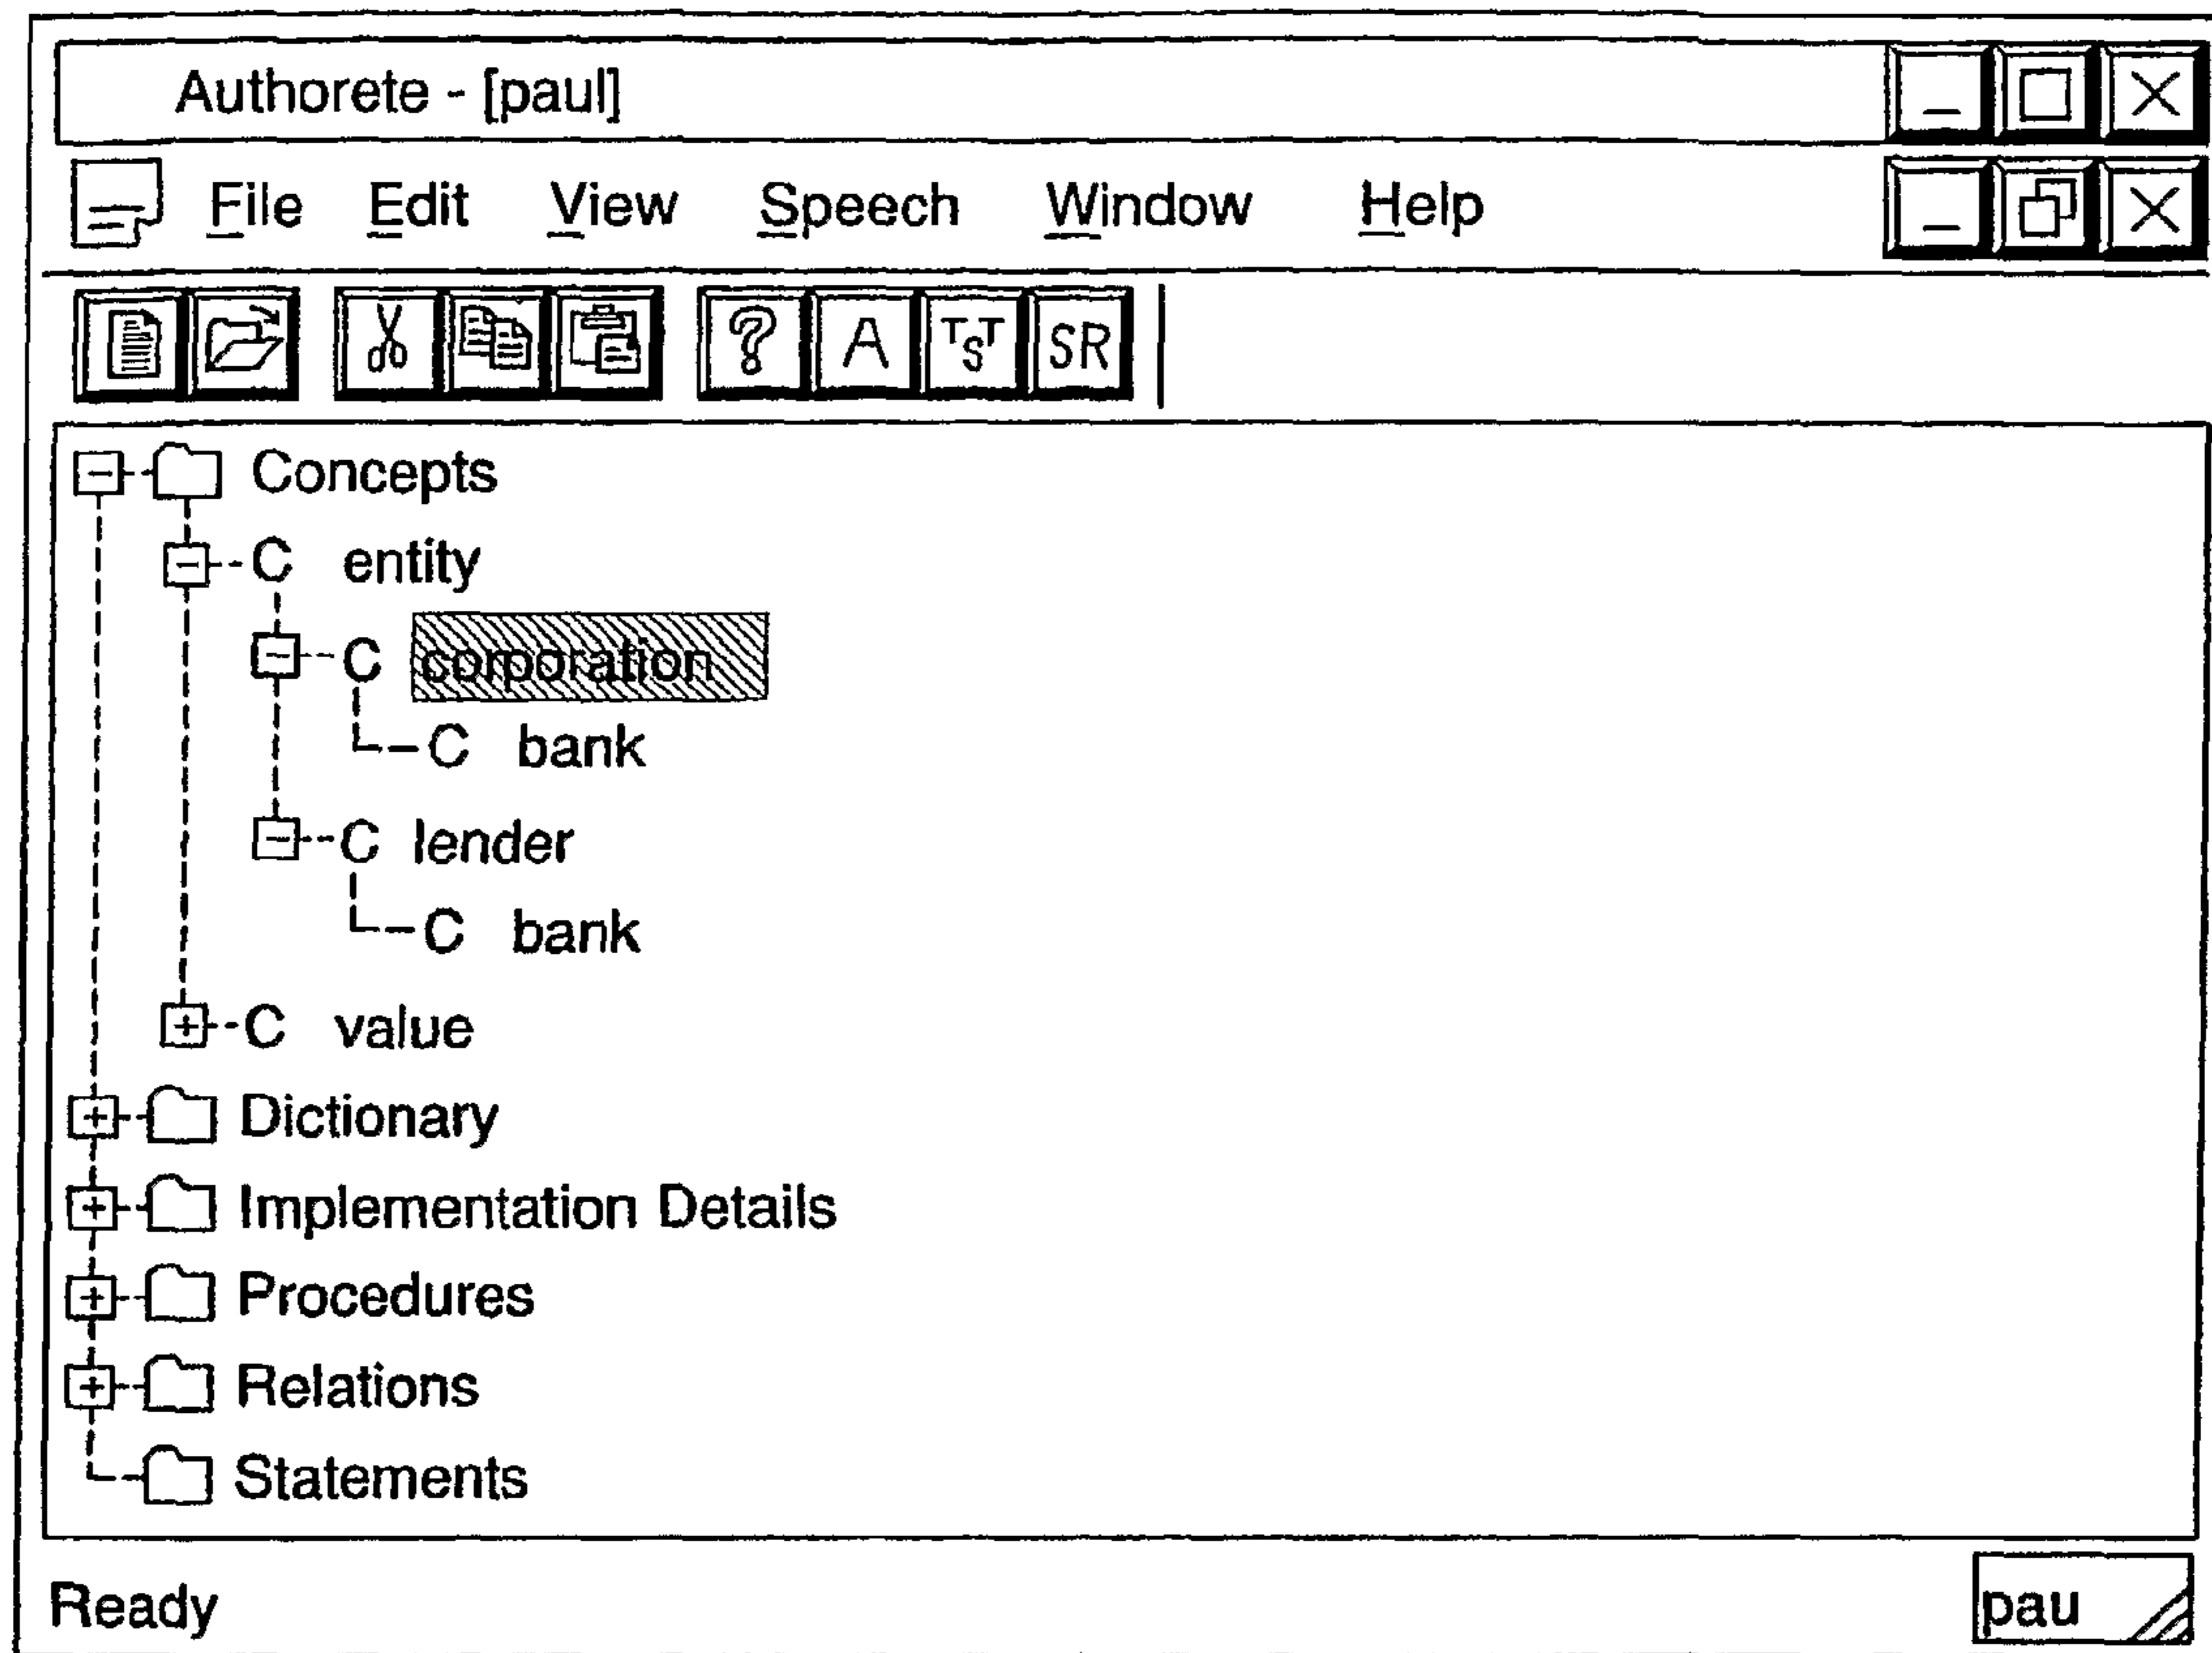 Authorete - [paul]
File Edit View Speech Window Help
? A TST SR
Concepts
C entity
C corporation
C bank
C lender
C bank
C value
Dictionary
Implementation Details
Procedures
Relations
Statements
Ready pau